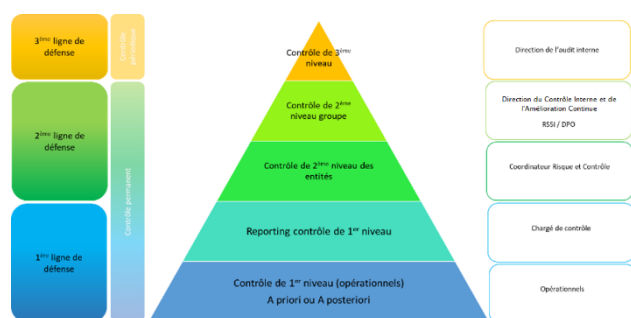 3ème ligne de
défense
Contrôle périodique
Contrôle de 3ème
niveau
Direction de l'audit interne
2ème ligne de
défense
Contrôle permanent
Contrôle de 2ème
niveau groupe
Direction du Contrôle Interne et de
l'Amélioration Continue
RSSI / DPO
Contrôle de 2ème niveau des
entités
Coordinateur Risque et Contrôle
1ère ligne de
défense
Reporting contrôle de 1er niveau
Chargé de contrôle
Contrôle de 1er niveau (opérationnels)
A priori ou A posteriori
Opérationnels